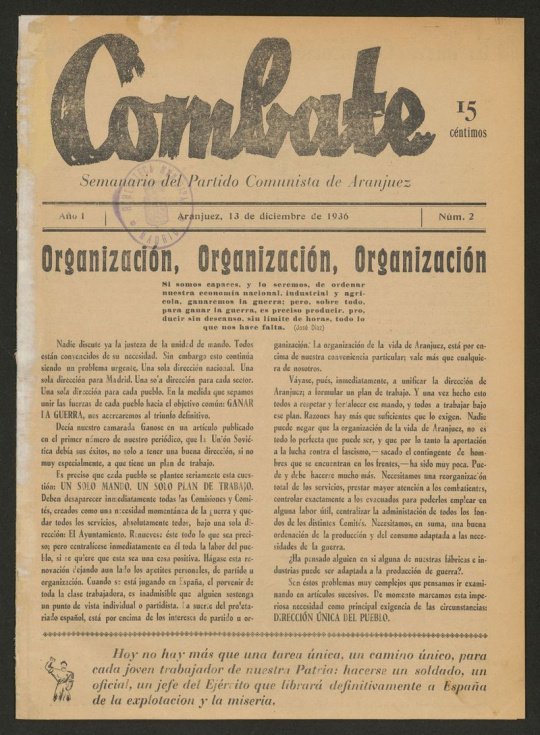 Combate
15
céntimos
Semanario del Partido Comunista de Aranjuez
Año I
Aranjuez, 13 de diciembre de 1936
Núm. 2
Organización, Organización, Organización
Si somos capaces, y lo seremos, de ordenar
nuestra economía nacional, industrial y agrí-
cola, ganaremos la guerra; pero, sobre todo,
para ganar la guerra, es preciso producir, pro,
ducir sin descanso, sin límite de horas, todo lo
que nos hace falta. (José Díaz)
Nadie discute ya la justeza de la unidad de mando. Todos
están convencidos de su necesidad. Sin embargo esto continúa
siendo un problema urgente. Una sola dirección nacional. Una
sola dirección para Madrid. Una sola dirección para cada sector.
Una sola dirección para cada pueblo. En la medida que sepamos
unir las fuerzas de cada pueblo hacia el objetivo común: GANAR
LA GUERRA, nos acercaremos al triunfo definitivo.
Decía nuestro camarada Ganose en un artículo publicado
en el primer número de nuestro periódico, que la Unión Sovié-
tica debía sus éxitos, no solo a tener una buena dirección, si no
muy especialmente, a que tiene un plan de trabajo.
Es preciso que cada pueblo se plantee seriamente esta cues-
tión: UN SOLO MANDO, UN SOLO PLAN DE TRABAJO.
Deben desaparecer inmediatamente todas las Comisiones y Comi-
tés, creados como una necesidad momentánea de la guerra y que-
dar todos los servicios, absolutamente todos, bajo una sola di-
rección: El Ayuntamiento. Renueves: éste todo lo que sea preci-
so; pero centralícese inmediatamente en él toda la labor del pue-
blo, si se quiere que esta sea una cosa positiva. Hágase esta re-
novación dejando aun lado los apetitos personales, de partido u
organización. Cuando se está jugando en España, el porvenir de
toda la clase trabajadora, es inadmisible que alguien sostenga
un punto de vista individual o partidista. La suerte del proleta-
riado español, está por encima de los intereses de partido u or-
ganización. La organización de la vida de Aranjuez, está por en-
cima de nuestra conveniencia particular; vale más que cualquie-
ra de nosotros.
Váyase, pués, inmediatamente, a unificar la dirección de
Aranjuez; a formular un plan de trabajo. Y una vez hecho esto
todos a respetar y fortalecer ese mando, y todos a trabajar bajo
ese plan. Razones hay más que suficientes que lo exigen. Nadie
puede negar que la organización de la vida de Aranjuez, no es
todo lo perfecta que puede ser, y que por lo tanto la aportación
a la lucha contra el fascismo,— sacado el contingente de hom-
bres que se encuentran en los frentes,—ha sido muy poca. Pue-
de y debe hacerse mucho más. Necesitamos una reorganización
total de los servicios, prestar mayor atención a los combatientes,
controlar exactamente a los evacuados para poderlos emplear en
alguna labor útil, centralizar la administación de todos los fon-
dos de los distintos Comités. Necesitamos, en suma, una buena
ordenación de la producción y del consumo adaptada a las nece-
sidades de la guerra.
¿Ha pensado alguien en si alguna de nuestras fábricas e in-
dustrias puede ser adaptada a la producción de guerra?.
Son éstos problemas muy complejos que pensamos ir exami-
nando en artículos sucesivos. De momento marcamos esta impe-
riosa necesidad como principal exigencia de las circunstancias:
DIRECCIÓN ÚNICA DEL PUEBLO.
Hoy no hay más que una tarea única, un camino único, para
cada joven trabajador de nuestra Patria: hacerse un soldado, un
oficial, un jefe del Ejército que librará definitivamente a España
de la explotacion y la miseria.